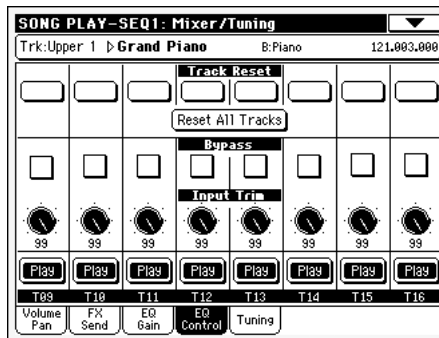 SONG PLAY-SEQ1: Mixer/Tuning
Trk:Upper 1 ▷Grand Piano B:Piano 121.003.000
Track Reset
Reset All Tracks
Bypass
Input Trim
99 99 99 99 99 99 99 99
Play Play Play Play Play Play Play Play
T09 T10 T11 T12 T13 T14 T15 T16
Volume Pan FX Send EQ Gain EQ Control Tuning